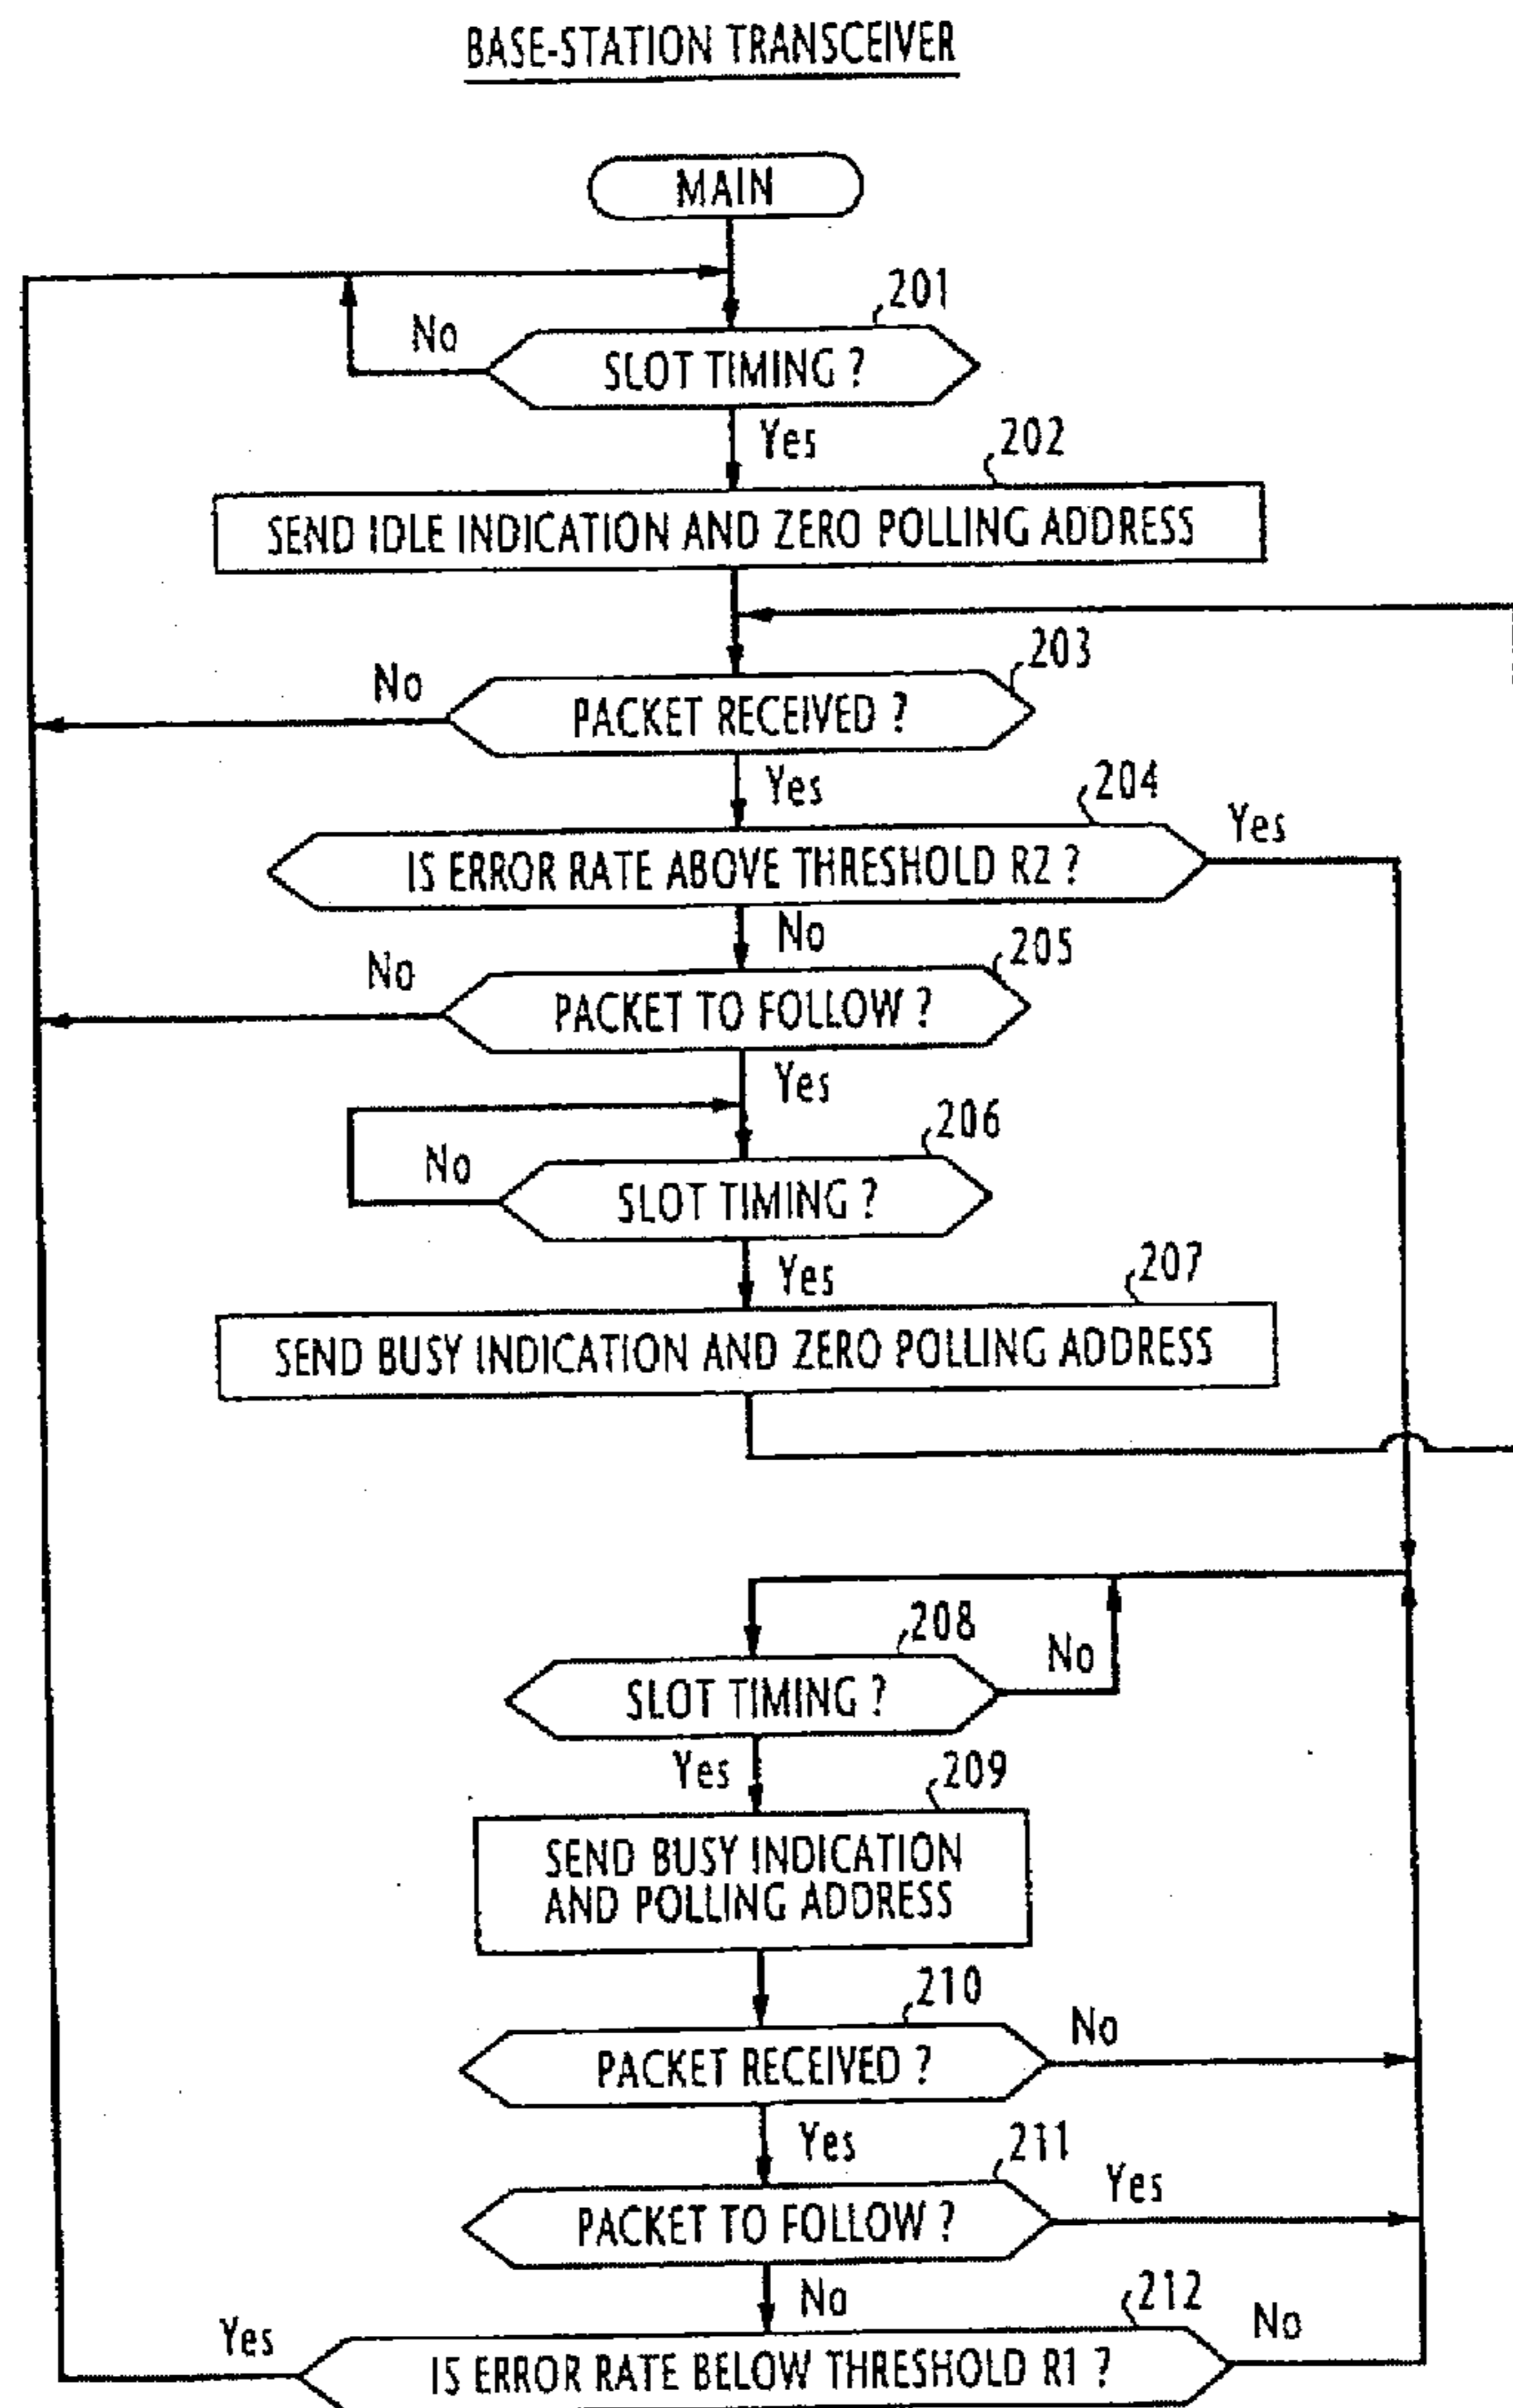 BASE-STATION TRANSCEIVER
MAIN
201
No
SLOT TIMING ?
Yes
202
SEND IDLE INDICATION AND ZERO POLLING ADDRESS
203
No
PACKET RECEIVED ?
Yes
204
Yes
IS ERROR RATE ABOVE THRESHOLD R2 ?
No
205
No
PACKET TO FOLLOW ?
Yes
206
No
SLOT TIMING ?
Yes
207
SEND BUSY INDICATION AND ZERO POLLING ADDRESS
208
No
SLOT TIMING ?
Yes
209
SEND BUSY INDICATION
AND POLLING ADDRESS
210
No
PACKET RECEIVED ?
Yes
211
Yes
PACKET TO FOLLOW ?
No
212
Yes
No
IS ERROR RATE BELOW THRESHOLD R1 ?